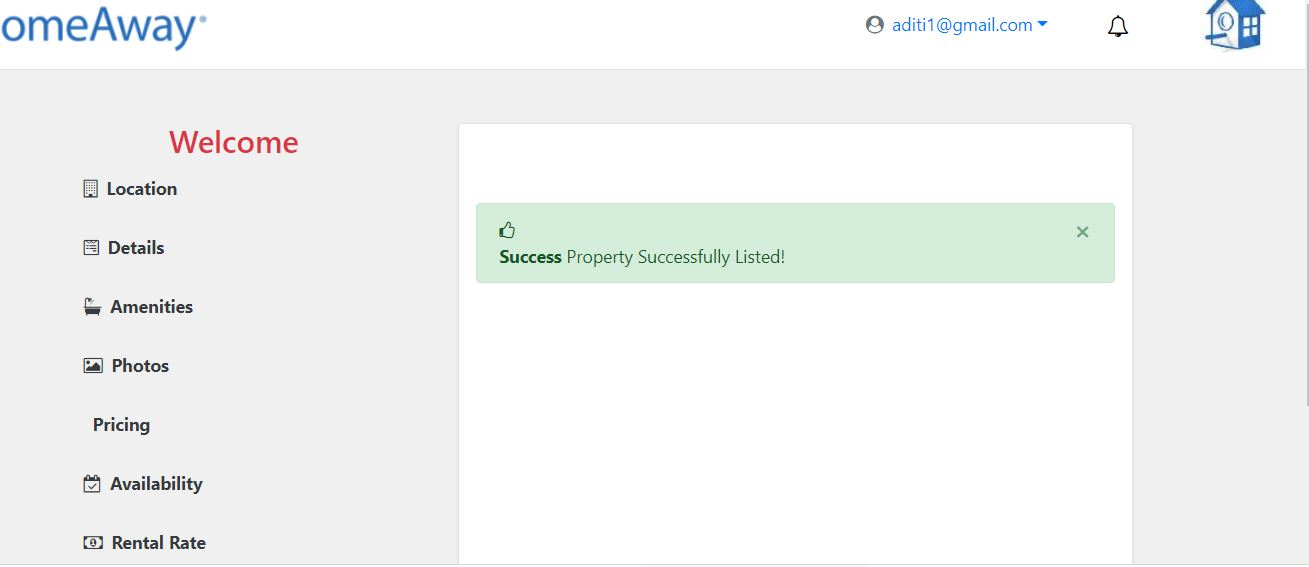 omeAway®
aditi1@gmail.com
Welcome
Location
Details
Amenities
Photos
Pricing
Availability
Rental Rate
Success Property Successfully Listed!
×